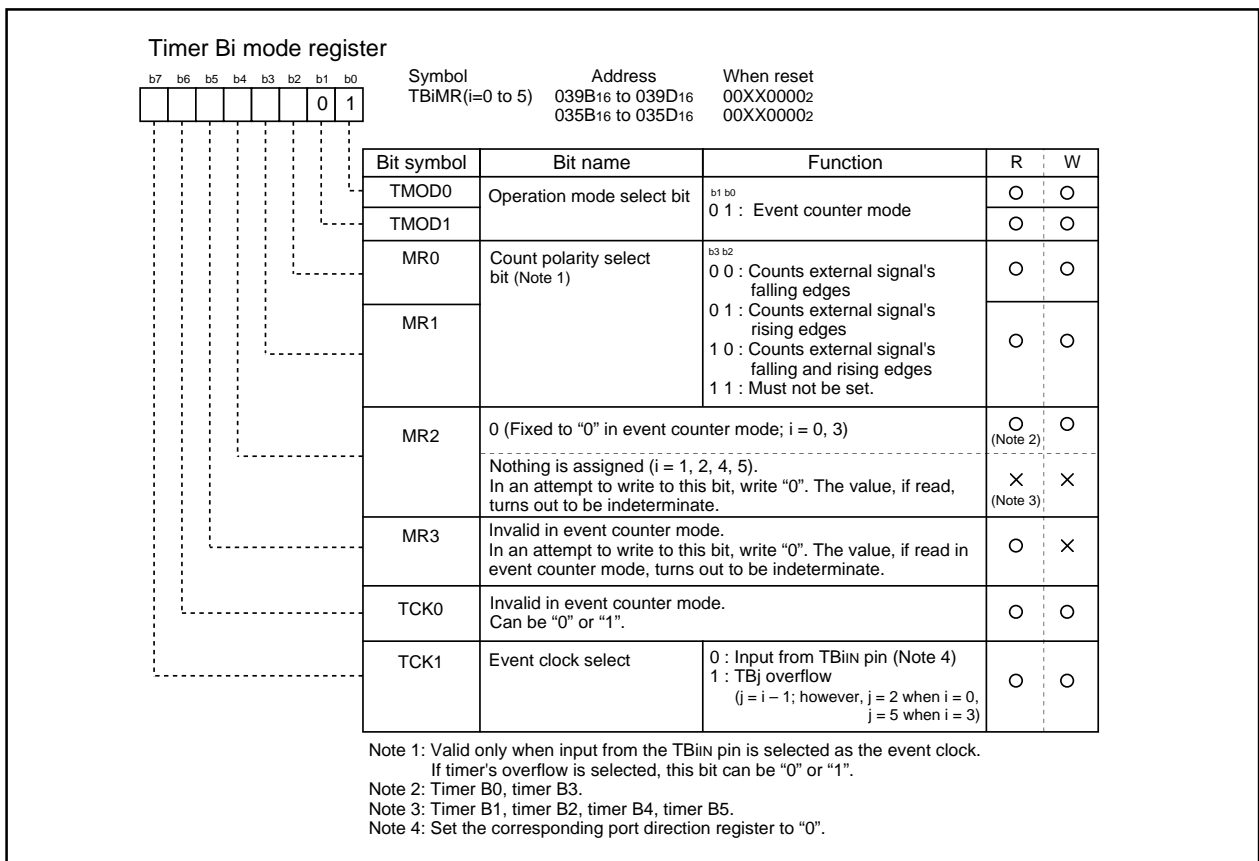 Timer Bi mode register
b7 b6 b5 b4 b3 b2 b1 b0
0 1
Symbol Address When reset
TBiMR(i=0 to 5) 039B16 to 039D16 00XX00002
035B16 to 035D16 00XX00002
Bit symbol Bit name Function R W
TMOD0 Operation mode select bit
b1 b0
0 1 : Event counter mode
TMOD1
MR0 Count polarity select
bit (Note 1)
b3 b2
0 0 : Counts external signal's
falling edges
0 1 : Counts external signal's
rising edges
1 0 : Counts external signal's
falling and rising edges
1 1 : Must not be set.
MR1
MR2 0 (Fixed to “0” in event counter mode; i = 0, 3)
(Note 2)
Nothing is assigned (i = 1, 2, 4, 5).
In an attempt to write to this bit, write “0”. The value, if read,
turns out to be indeterminate.
(Note 3)
MR3 Invalid in event counter mode.
In an attempt to write to this bit, write “0”. The value, if read in
event counter mode, turns out to be indeterminate.
TCK0 Invalid in event counter mode.
Can be “0” or “1”.
TCK1 Event clock select 0 : Input from TBiIN pin (Note 4)
1 : TBj overflow
(j = i – 1; however, j = 2 when i = 0,
j = 5 when i = 3)
Note 1: Valid only when input from the TBiIN pin is selected as the event clock.
If timer's overflow is selected, this bit can be “0” or “1”.
Note 2: Timer B0, timer B3.
Note 3: Timer B1, timer B2, timer B4, timer B5.
Note 4: Set the corresponding port direction register to “0”.